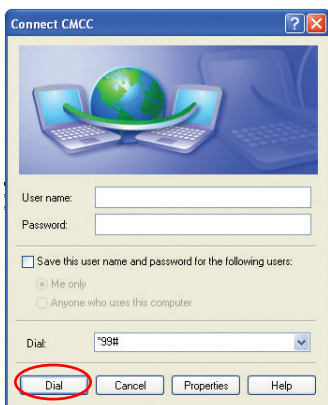 Connect CMCC
User name:
Password:
Save this user name and password for the following users:
Me only
Anyone who uses this computer
Dial: *99#
Dial Cancel Properties Help